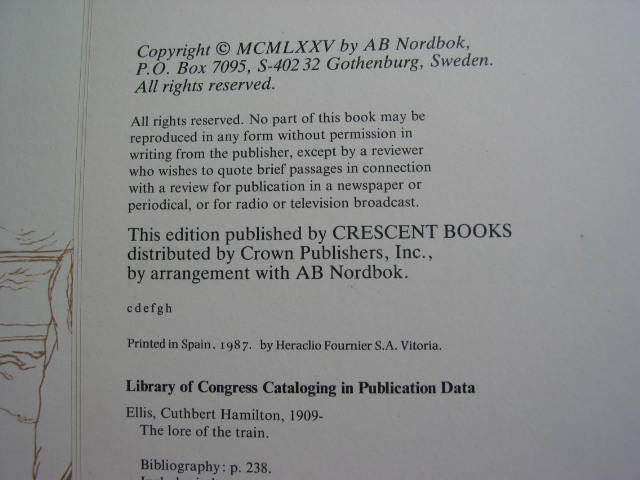 Copyright © MCMLXXV by AB Nordbok,
P.O. Box 7095, S-402 32 Gothenburg, Sweden.
All rights reserved.
All rights reserved. No part of this book may be
reproduced in any form without permission in
writing from the publisher, except by a reviewer
who wishes to quote brief passages in connection
with a review for publication in a newspaper or
periodical, or for radio or television broadcast.
This edition published by CRESCENT BOOKS
distributed by Crown Publishers, Inc.,
by arrangement with AB Nordbok.
c d e f g h
Printed in Spain. 1987. by Heraclio Fournier S.A. Vitoria.
Library of Congress Cataloging in Publication Data
Ellis, Cuthbert Hamilton, 1909-
The lore of the train.
Bibliography: p. 238.